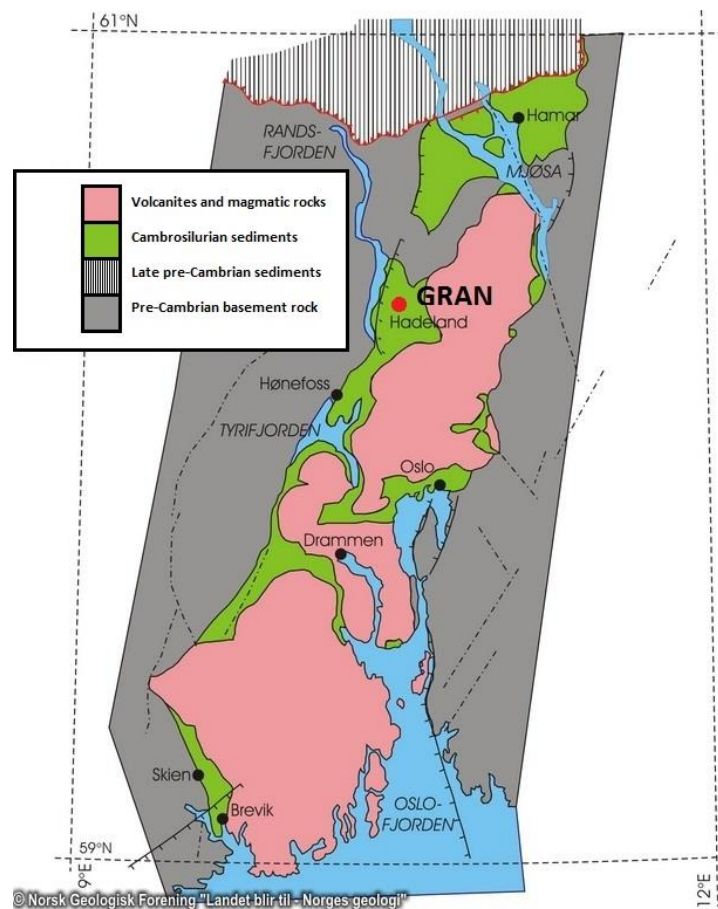 61°N
RANDS-
FJORDEN
Hamar
MJØSA
Volcanites and magmatic rocks
Cambrosilurian sediments
Late pre-Cambrian sediments
Pre-Cambrian basement rock
GRAN
Hadeland
Hønefoss
TYRIFJORDEN
Oslo
Drammen
Skien
Brevik
OSLO-
FJORDEN
59°N
9°E
12°E
© Norsk Geologisk Forening "Landet blir til - Norges geologi"